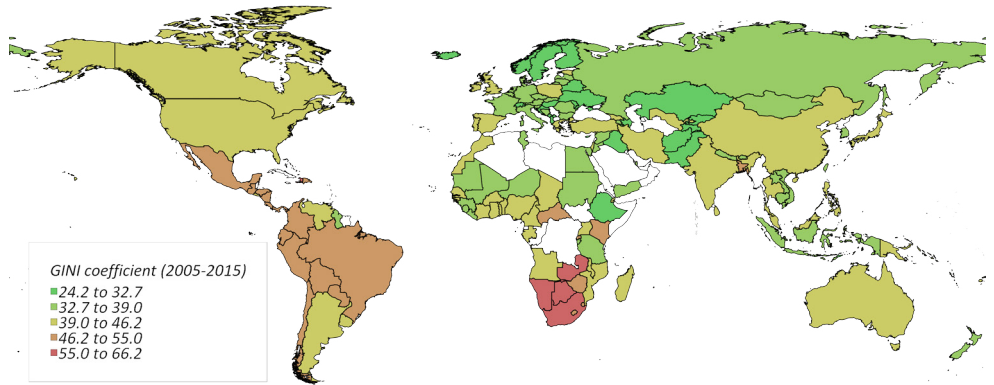 GINI coefficient (2005-2015)
24.2 to 32.7
32.7 to 39.0
39.0 to 46.2
46.2 to 55.0
55.0 to 66.2